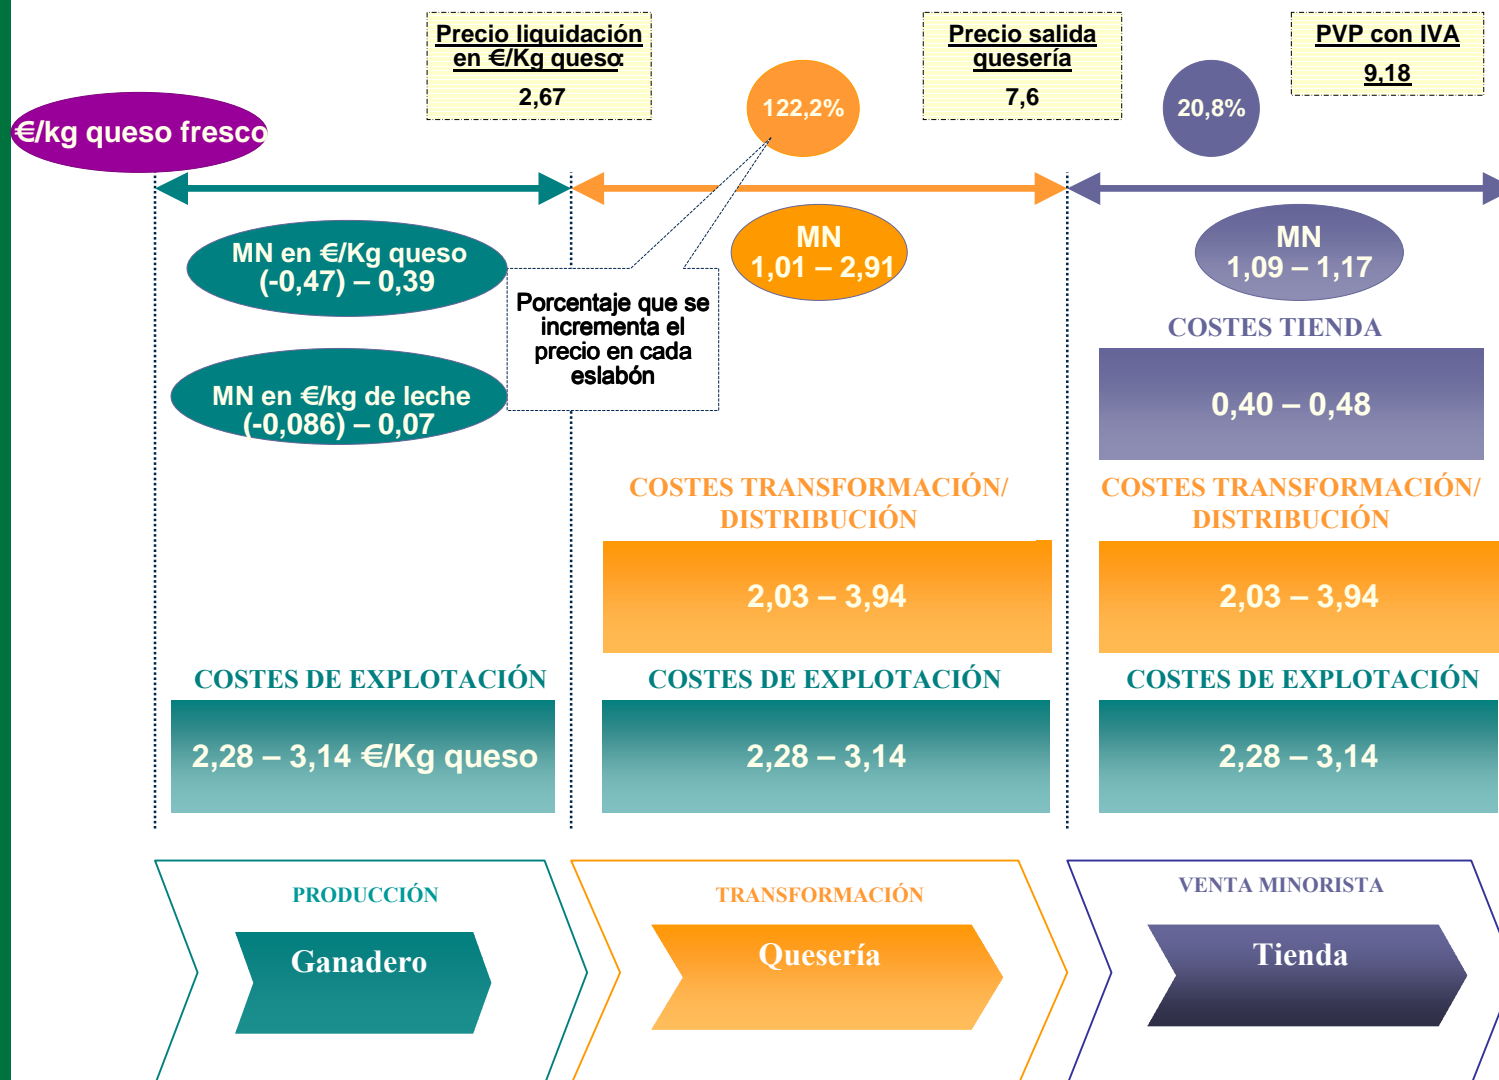 Precio liquidación
en €/Kg queso:
2,67
Precio salida
quesería
7,6
PVP con IVA
9,18
122,2%
20,8%
€/kg queso fresco
MN en €/Kg queso
(-0,47) – 0,39
MN
1,01 – 2,91
MN
1,09 – 1,17
Porcentaje que se
incrementa el
precio en cada
eslabón
MN en €/kg de leche
(-0,086) – 0,07
COSTES TIENDA
0,40 – 0,48
COSTES TRANSFORMACIÓN/
DISTRIBUCIÓN
2,03 – 3,94
COSTES TRANSFORMACIÓN/
DISTRIBUCIÓN
2,03 – 3,94
COSTES DE EXPLOTACIÓN
2,28 – 3,14 €/Kg queso
COSTES DE EXPLOTACIÓN
2,28 – 3,14
COSTES DE EXPLOTACIÓN
2,28 – 3,14
PRODUCCIÓN
Ganadero
TRANSFORMACIÓN
Quesería
VENTA MINORISTA
Tienda